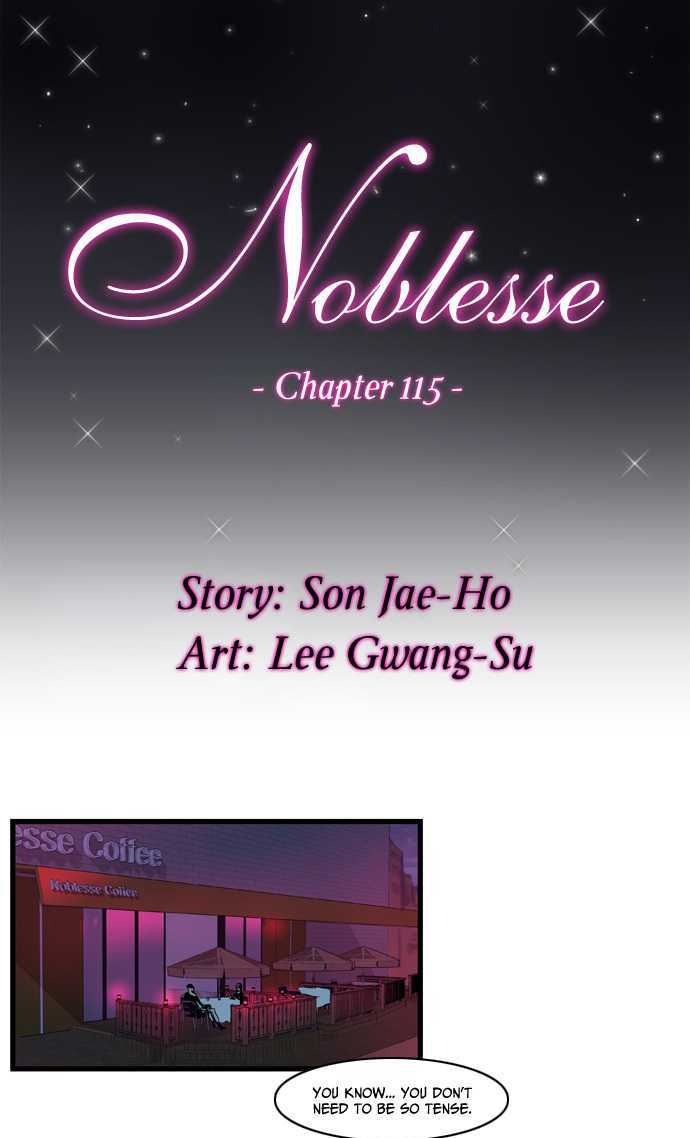 Noblesse
- Chapter 115 -
Story: Son Jae-Ho
Art: Lee Gwang-Su
esse Coffee
Noblesse Coffee
YOU KNOW... YOU DON'T
NEED TO BE SO TENSE.